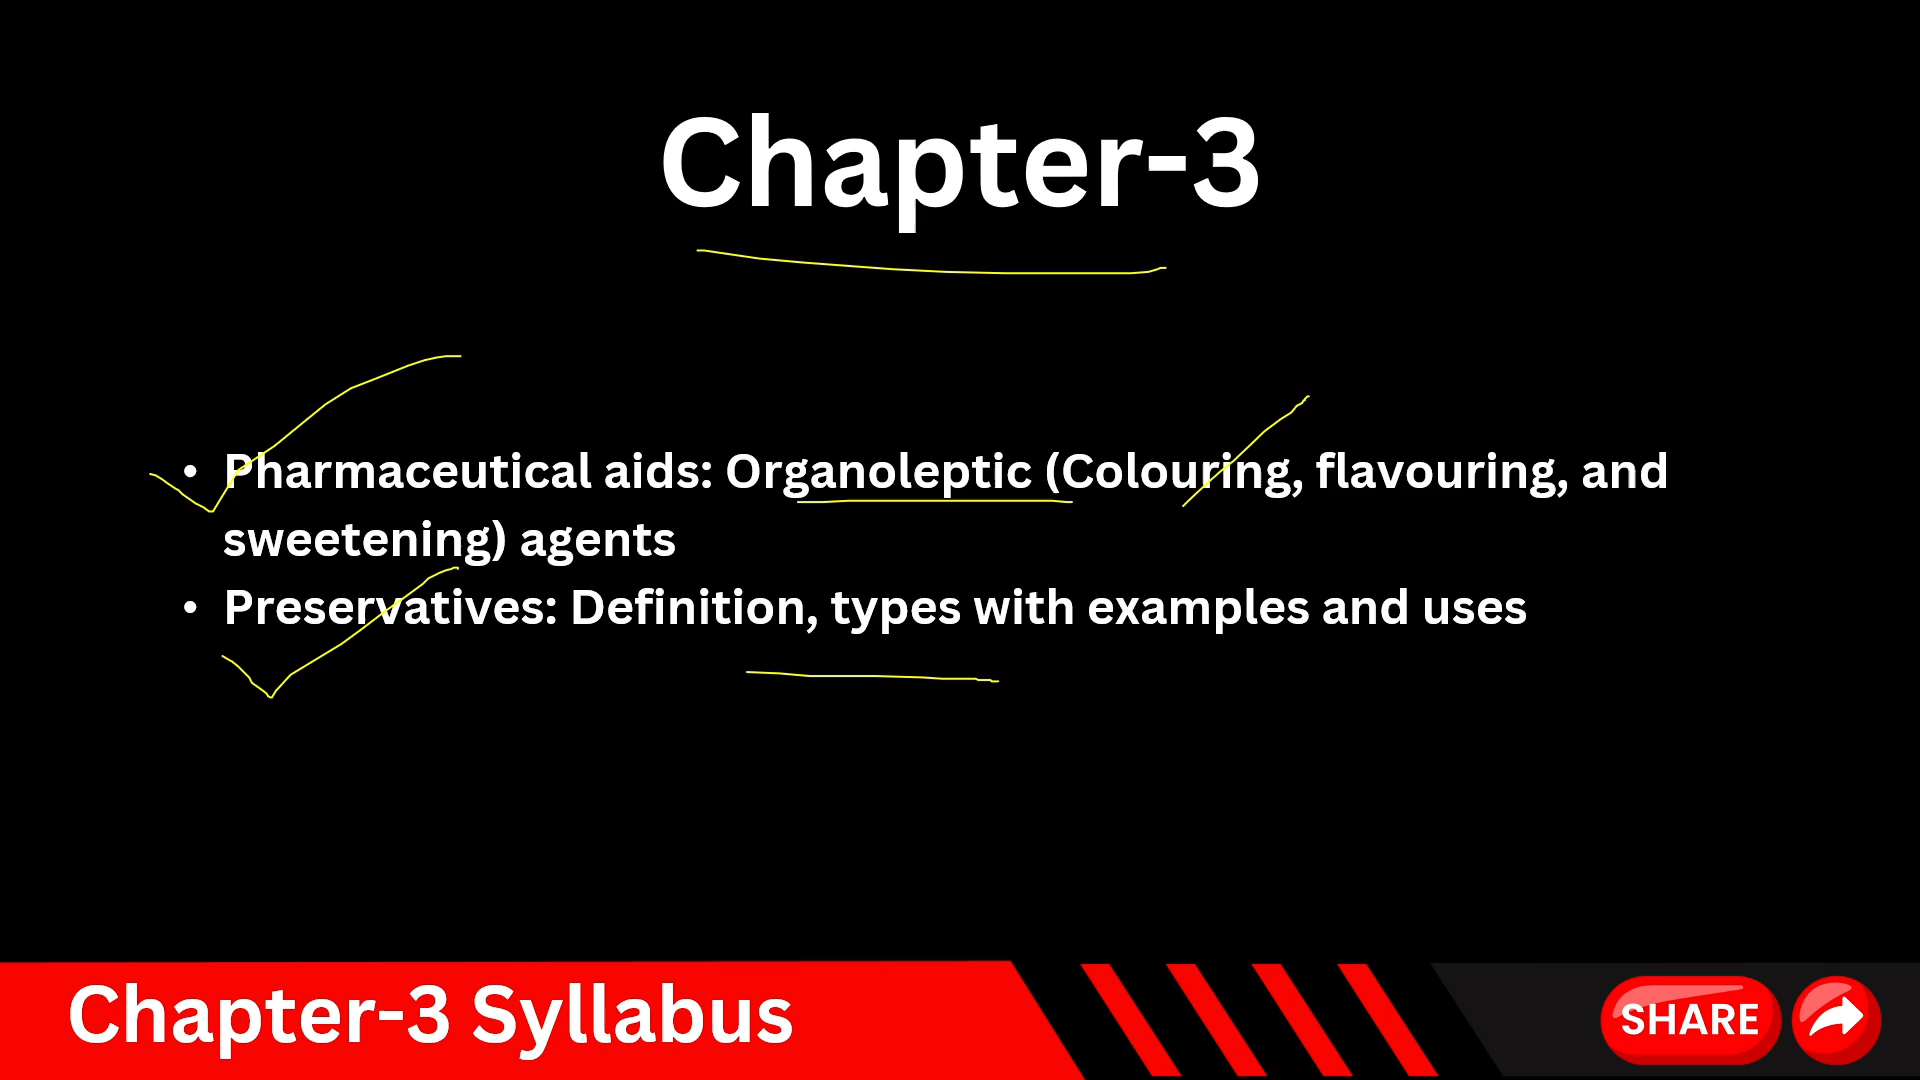 Chapter-3
• Pharmaceutical aids: Organoleptic (Colouring, flavouring, and
sweetening) agents
• Preservatives: Definition, types with examples and uses
Chapter-3 Syllabus
SHARE